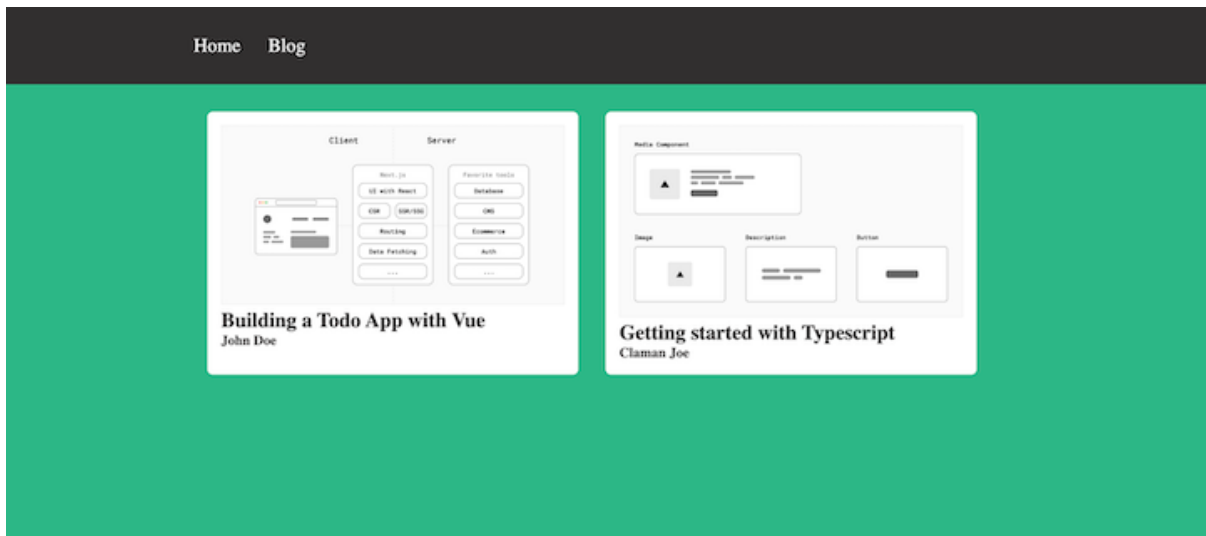 Home Blog
Client Server
Next.js
UI with React
CSR SSR/SSG
Routing
Data Fetching
...
Favorite tools
Database
CMS
Ecommerce
Auth
...
Building a Todo App with Vue
John Doe
Media Component
Image Description Button
Getting started with Typescript
Claman Joe